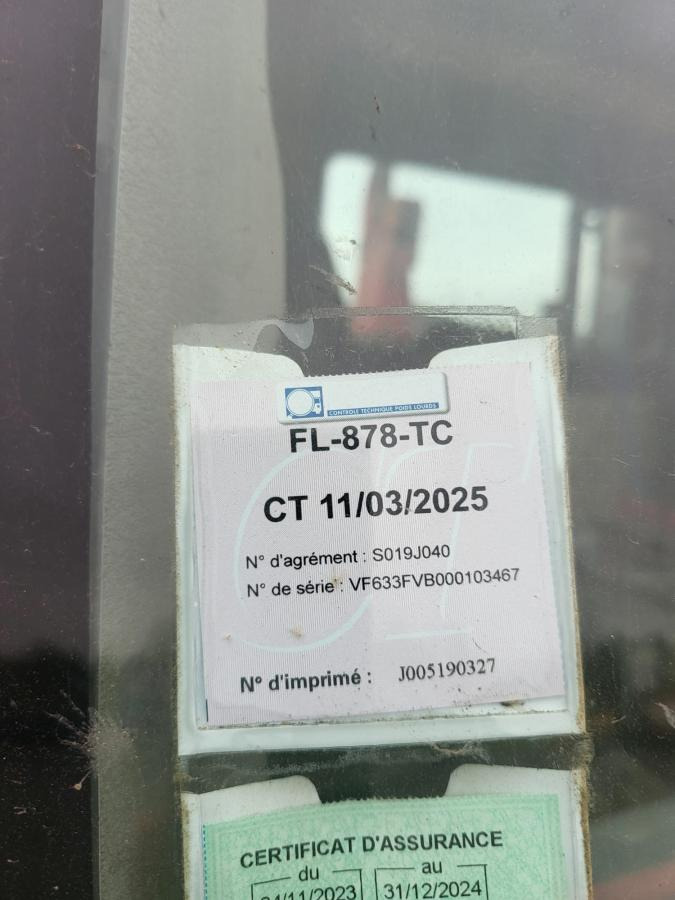 CONTROLE TECHNIQUE POIDS LOURDS
FL-878-TC
CT 11/03/2025
N° d'agrément : S019J040
N° de série : VF633FVB000103467
N° d'imprimé : J005190327
CERTIFICAT D'ASSURANCE
du au
31/12/2024